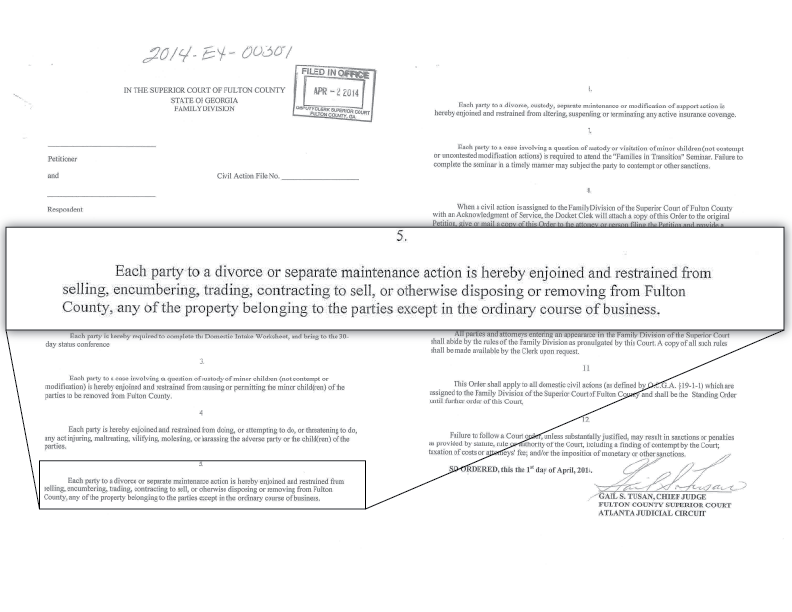 2014-EX-00301
FILED IN OFFICE
APR - 2 2014
DEPUTY CLERK SUPERIOR COURT
FULTON COUNTY, GA
IN THE SUPERIOR COURT OF FULTON COUNTY
STATE OF GEORGIA
FAMILY DIVISION
Petitioner
and
Civil Action File No.
Respondent
5.
Each party to a divorce or separate maintenance action is hereby enjoined and restrained from
selling, encumbering, trading, contracting to sell, or otherwise disposing or removing from Fulton
County, any of the property belonging to the parties except in the ordinary course of business.
Each party is hereby required to complete the Domestic Intake Worksheet, and bring to the 30-
day status conference
3.
Each party to a case involving a question of custody of minor children (not contempt or
modification) is hereby enjoined and restrained from causing or permitting the minor child(ren) of the
parties to be removed from Fulton County.
4
Each party is hereby enjoined and restrained from doing, or attempting to do, or threatening to do,
any act injuring, maltreating, vilifying, molesting, or harassing the adverse party or the child(ren) of the
parties.
5
Each party to a divorce or separate maintenance action is hereby enjoined and restrained from
selling, encumbering, trading, contracting to sell, or otherwise disposing or removing from Fulton
County, any of the property belonging to the parties except in the ordinary course of business.
Each party to a divorce, custody, separate maintenance or modification of support action is
hereby enjoined and restrained from altering, suspending or terminating any active insurance coverage.
7.
Each party to a case involving a question of custody or visitation of minor children (not contempt
or uncontested modification actions) is required to attend the "Families in Transition" Seminar. Failure to
complete the seminar in a timely manner may subject the party to contempt or other sanctions.
8.
When a civil action is assigned to the Family Division of the Superior Court of Fulton County
with an Acknowledgment of Service, the Docket Clerk will attach a copy of this Order to the original
Petition, give or mail a copy of this Order to the attorney or person filing the Petition and provide a
All parties and attorneys entering an appearance in the Family Division of the Superior Court
shall abide by the rules of the Family Division as promulgated by this Court. A copy of all such rules
shall be made available by the Clerk upon request.
11
This Order shall apply to all domestic civil actions (as defined by O.C.G.A. §19-1-1) which are
assigned to the Family Division of the Superior Court of Fulton County and shall be the Standing Order
until further order of this Court.
12.
Failure to follow a Court order, unless substantially justified, may result in sanctions or penalties
as provided by statute, rule or authority of the Court, including a finding of contempt by the Court;
taxation of costs or attorneys' fee; and/or the imposition of monetary or other sanctions.
SO ORDERED, this the 1st day of April, 201
Gail S. Tusan
GAIL S. TUSAN, CHIEF JUDGE
FULTON COUNTY SUPERIOR COURT
ATLANTA JUDICIAL CIRCUIT